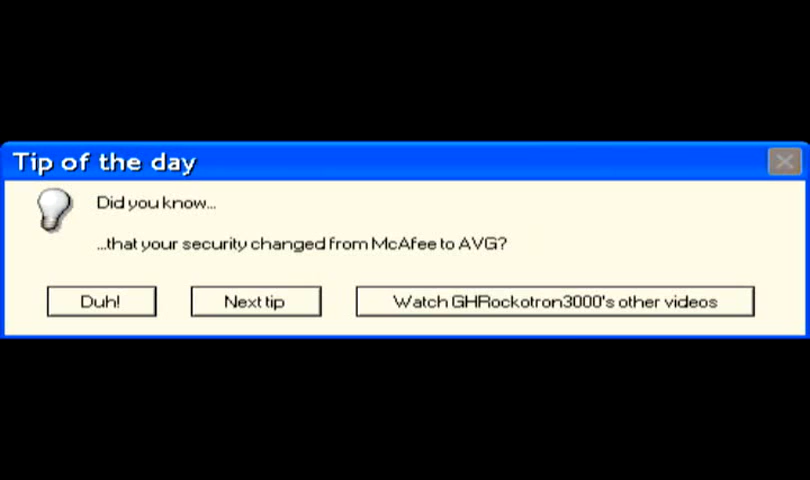 Tip of the day
Did you know...
...that your security changed from McAfee to AVG?
Duh!
Next tip
Watch GHRockotron3000's other videos